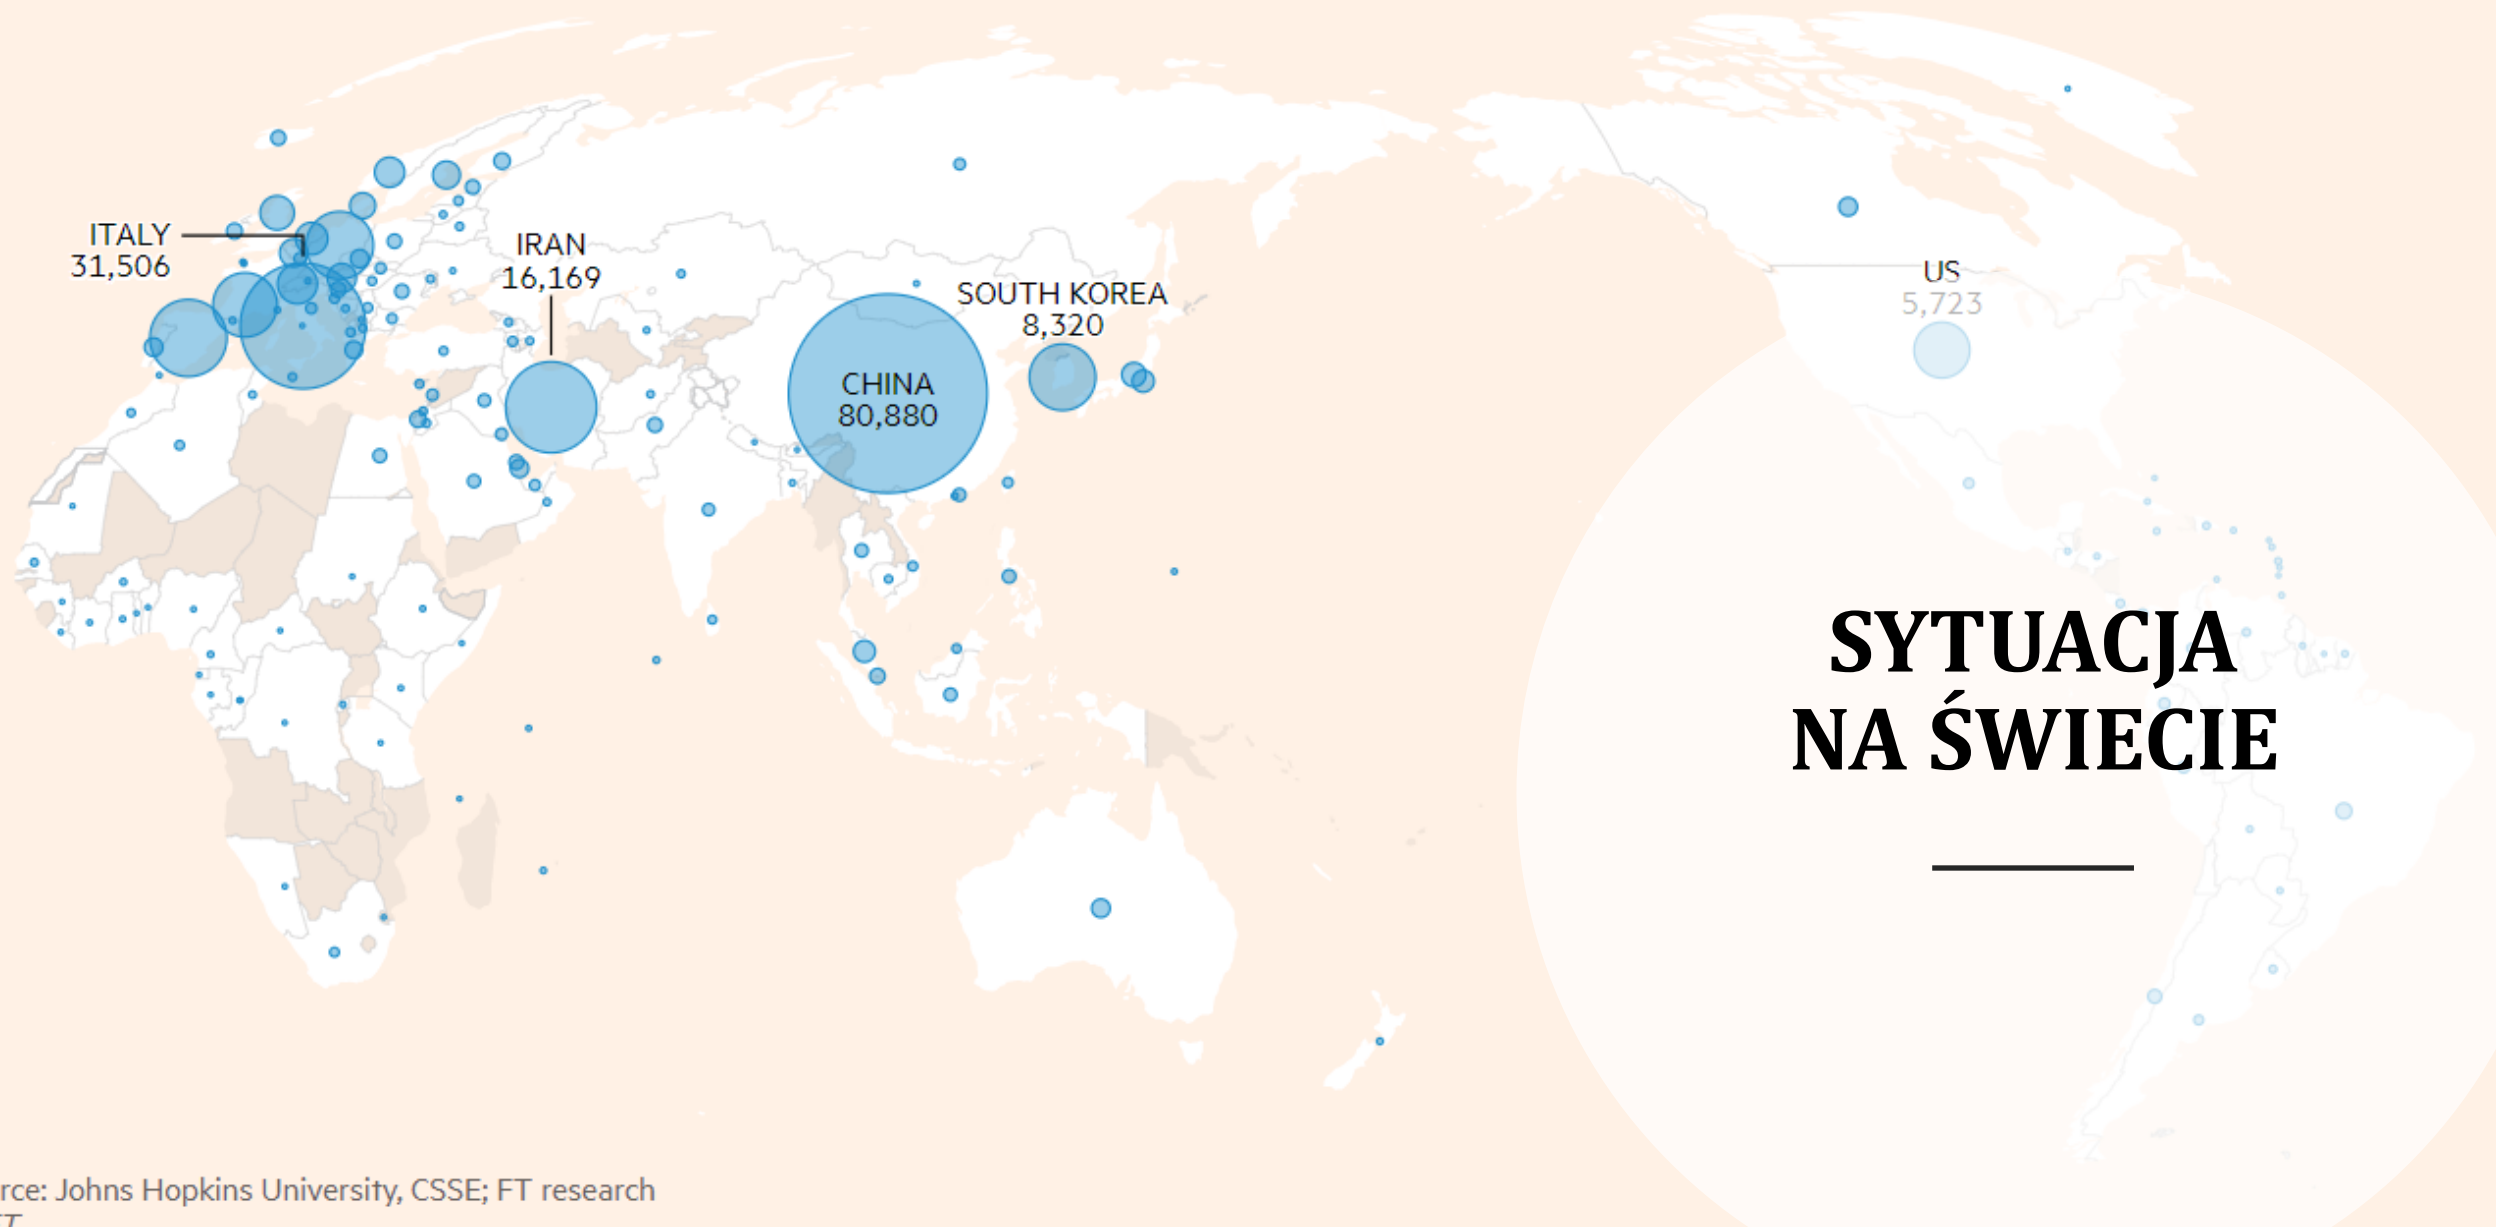 ITALY
31,506
IRAN
16,169
SOUTH KOREA
8,320
CHINA
80,880
US
5,723
SYTUACJA
NA ŚWIECIE
rce: Johns Hopkins University, CSSE; FT research